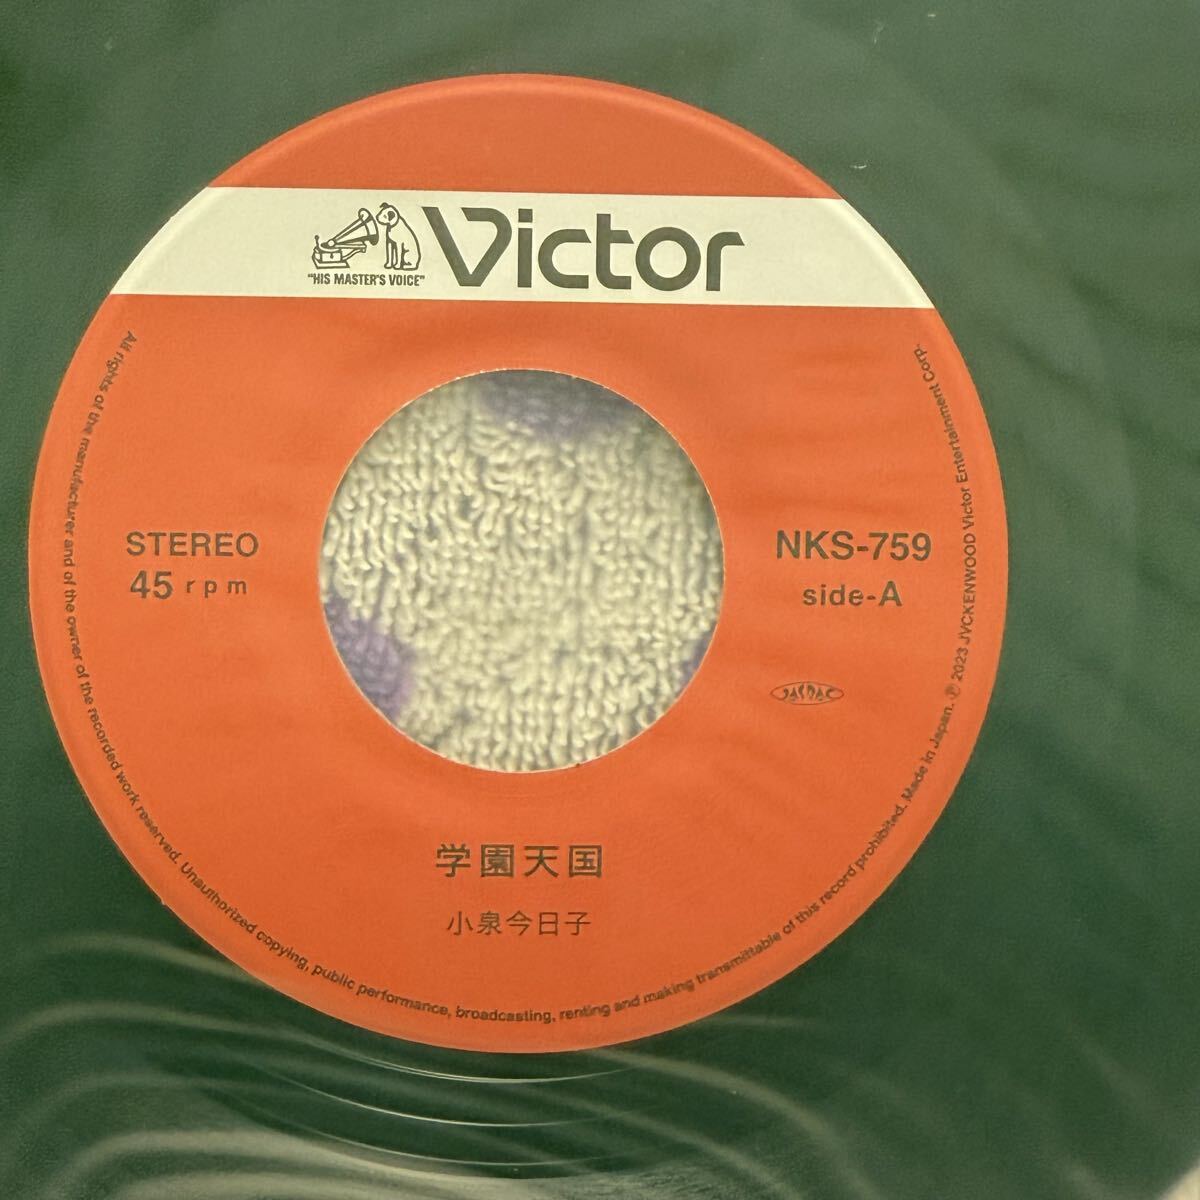 "HIS MASTER'S VOICE"
Victor
STEREO
45 rpm
NKS-759
side-A
JASRAC
学園天国
小泉今日子
All rights of the manufacturer and of the owner of the recorded work reserved. Unauthorized copying, public performance, broadcasting, renting and making transmittable of this record prohibited. Made in Japan. Ⓟ 2023 JVCKENWOOD Victor Entertainment Corp.